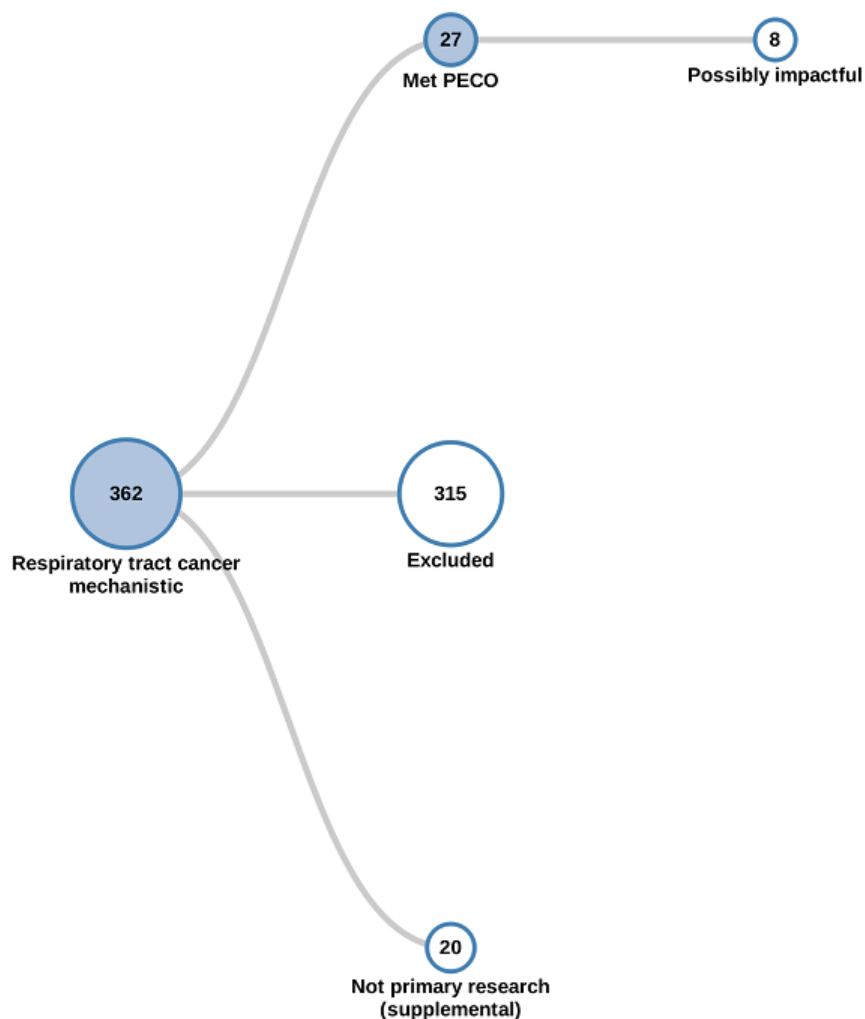 27
Met PECO
8
Possibly impactful
362
Respiratory tract cancer
mechanistic
315
Excluded
20
Not primary research
(supplemental)